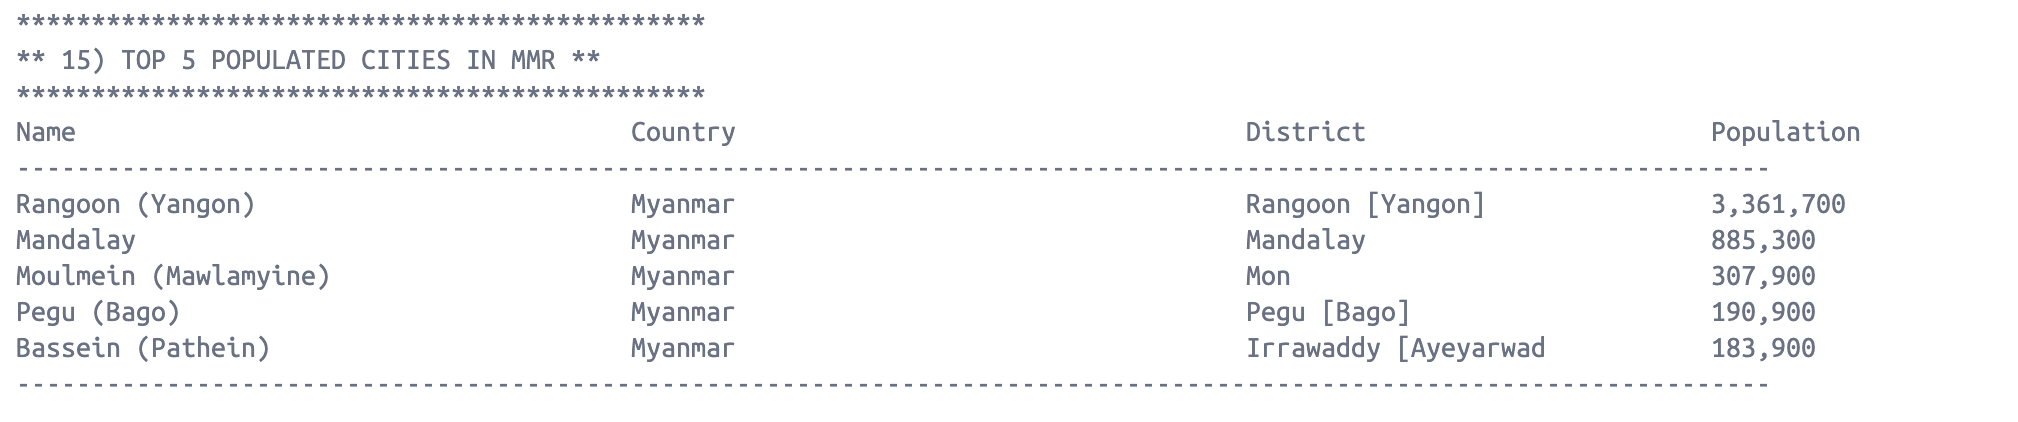 **********************************************
** 15) TOP 5 POPULATED CITIES IN MMR **
**********************************************
Name Country District Population
---------------------------------------------------------------------------------------------------------------------
Rangoon (Yangon) Myanmar Rangoon [Yangon] 3,361,700
Mandalay Myanmar Mandalay 885,300
Moulmein (Mawlamyine) Myanmar Mon 307,900
Pegu (Bago) Myanmar Pegu [Bago] 190,900
Bassein (Pathein) Myanmar Irrawaddy [Ayeyarwad 183,900
---------------------------------------------------------------------------------------------------------------------